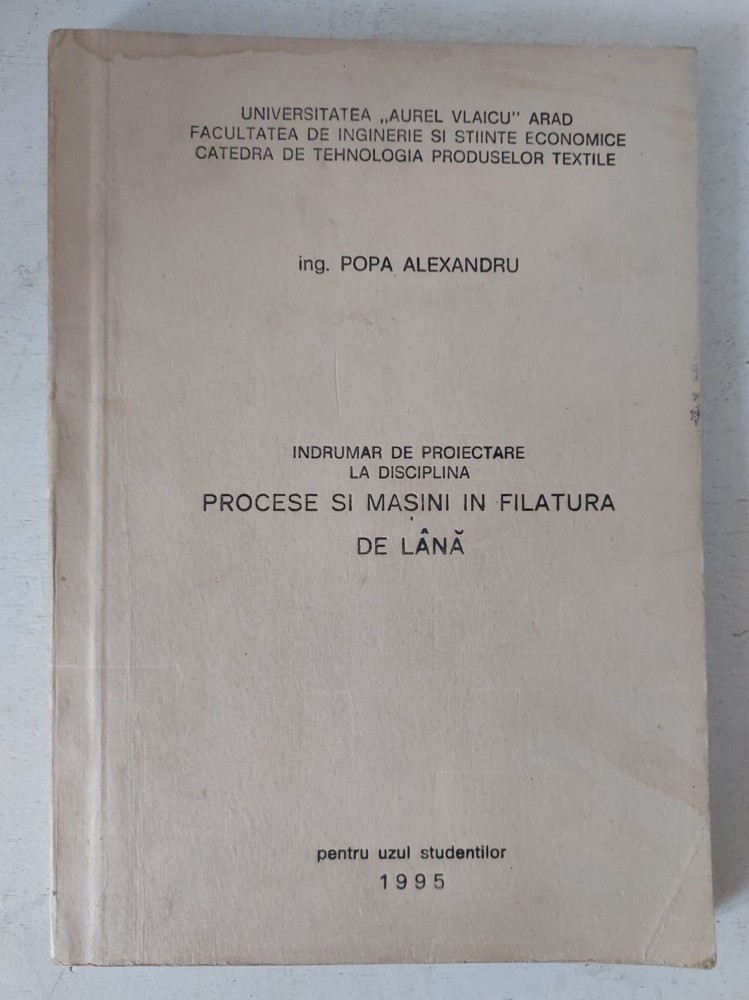 UNIVERSITATEA „AUREL VLAICU" ARAD
FACULTATEA DE INGINERIE SI STIINTE ECONOMICE
CATEDRA DE TEHNOLOGIA PRODUSELOR TEXTILE
ing. POPA ALEXANDRU
INDRUMAR DE PROIECTARE
LA DISCIPLINA
PROCESE SI MAȘINI IN FILATURA
DE LÂNĂ
pentru uzul studentilor
1995